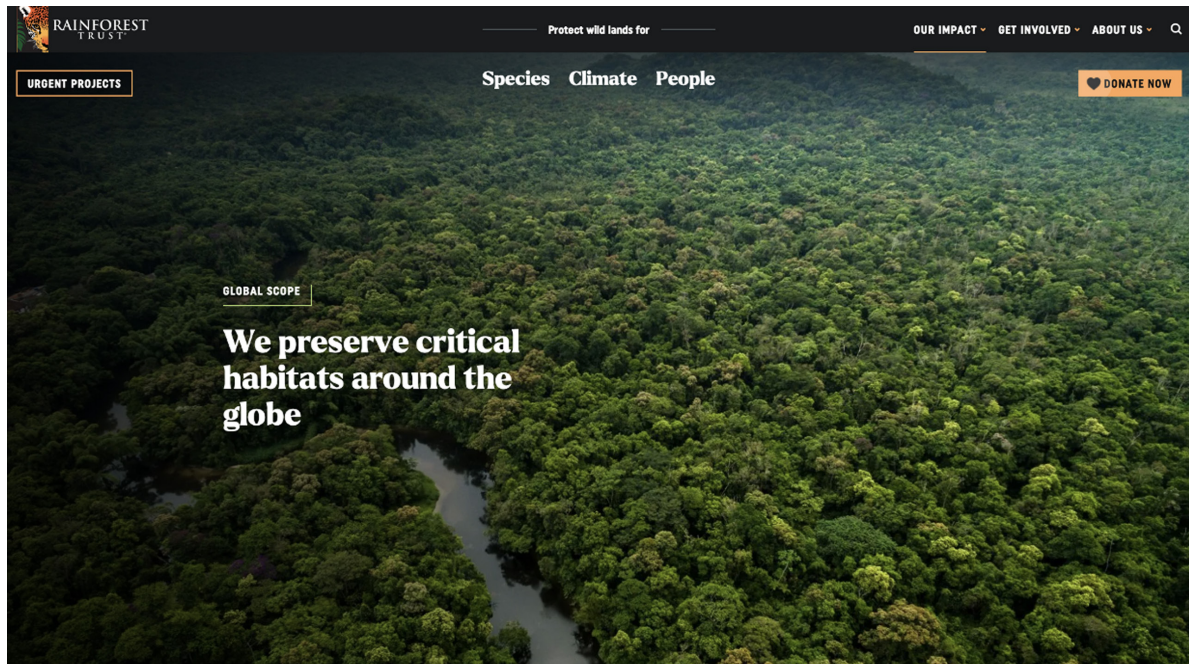 RAINFOREST
TRUST®
Protect wild lands for
OUR IMPACT
GET INVOLVED
ABOUT US
URGENT PROJECTS
Species
Climate
People
DONATE NOW
GLOBAL SCOPE
We preserve critical
habitats around the
globe